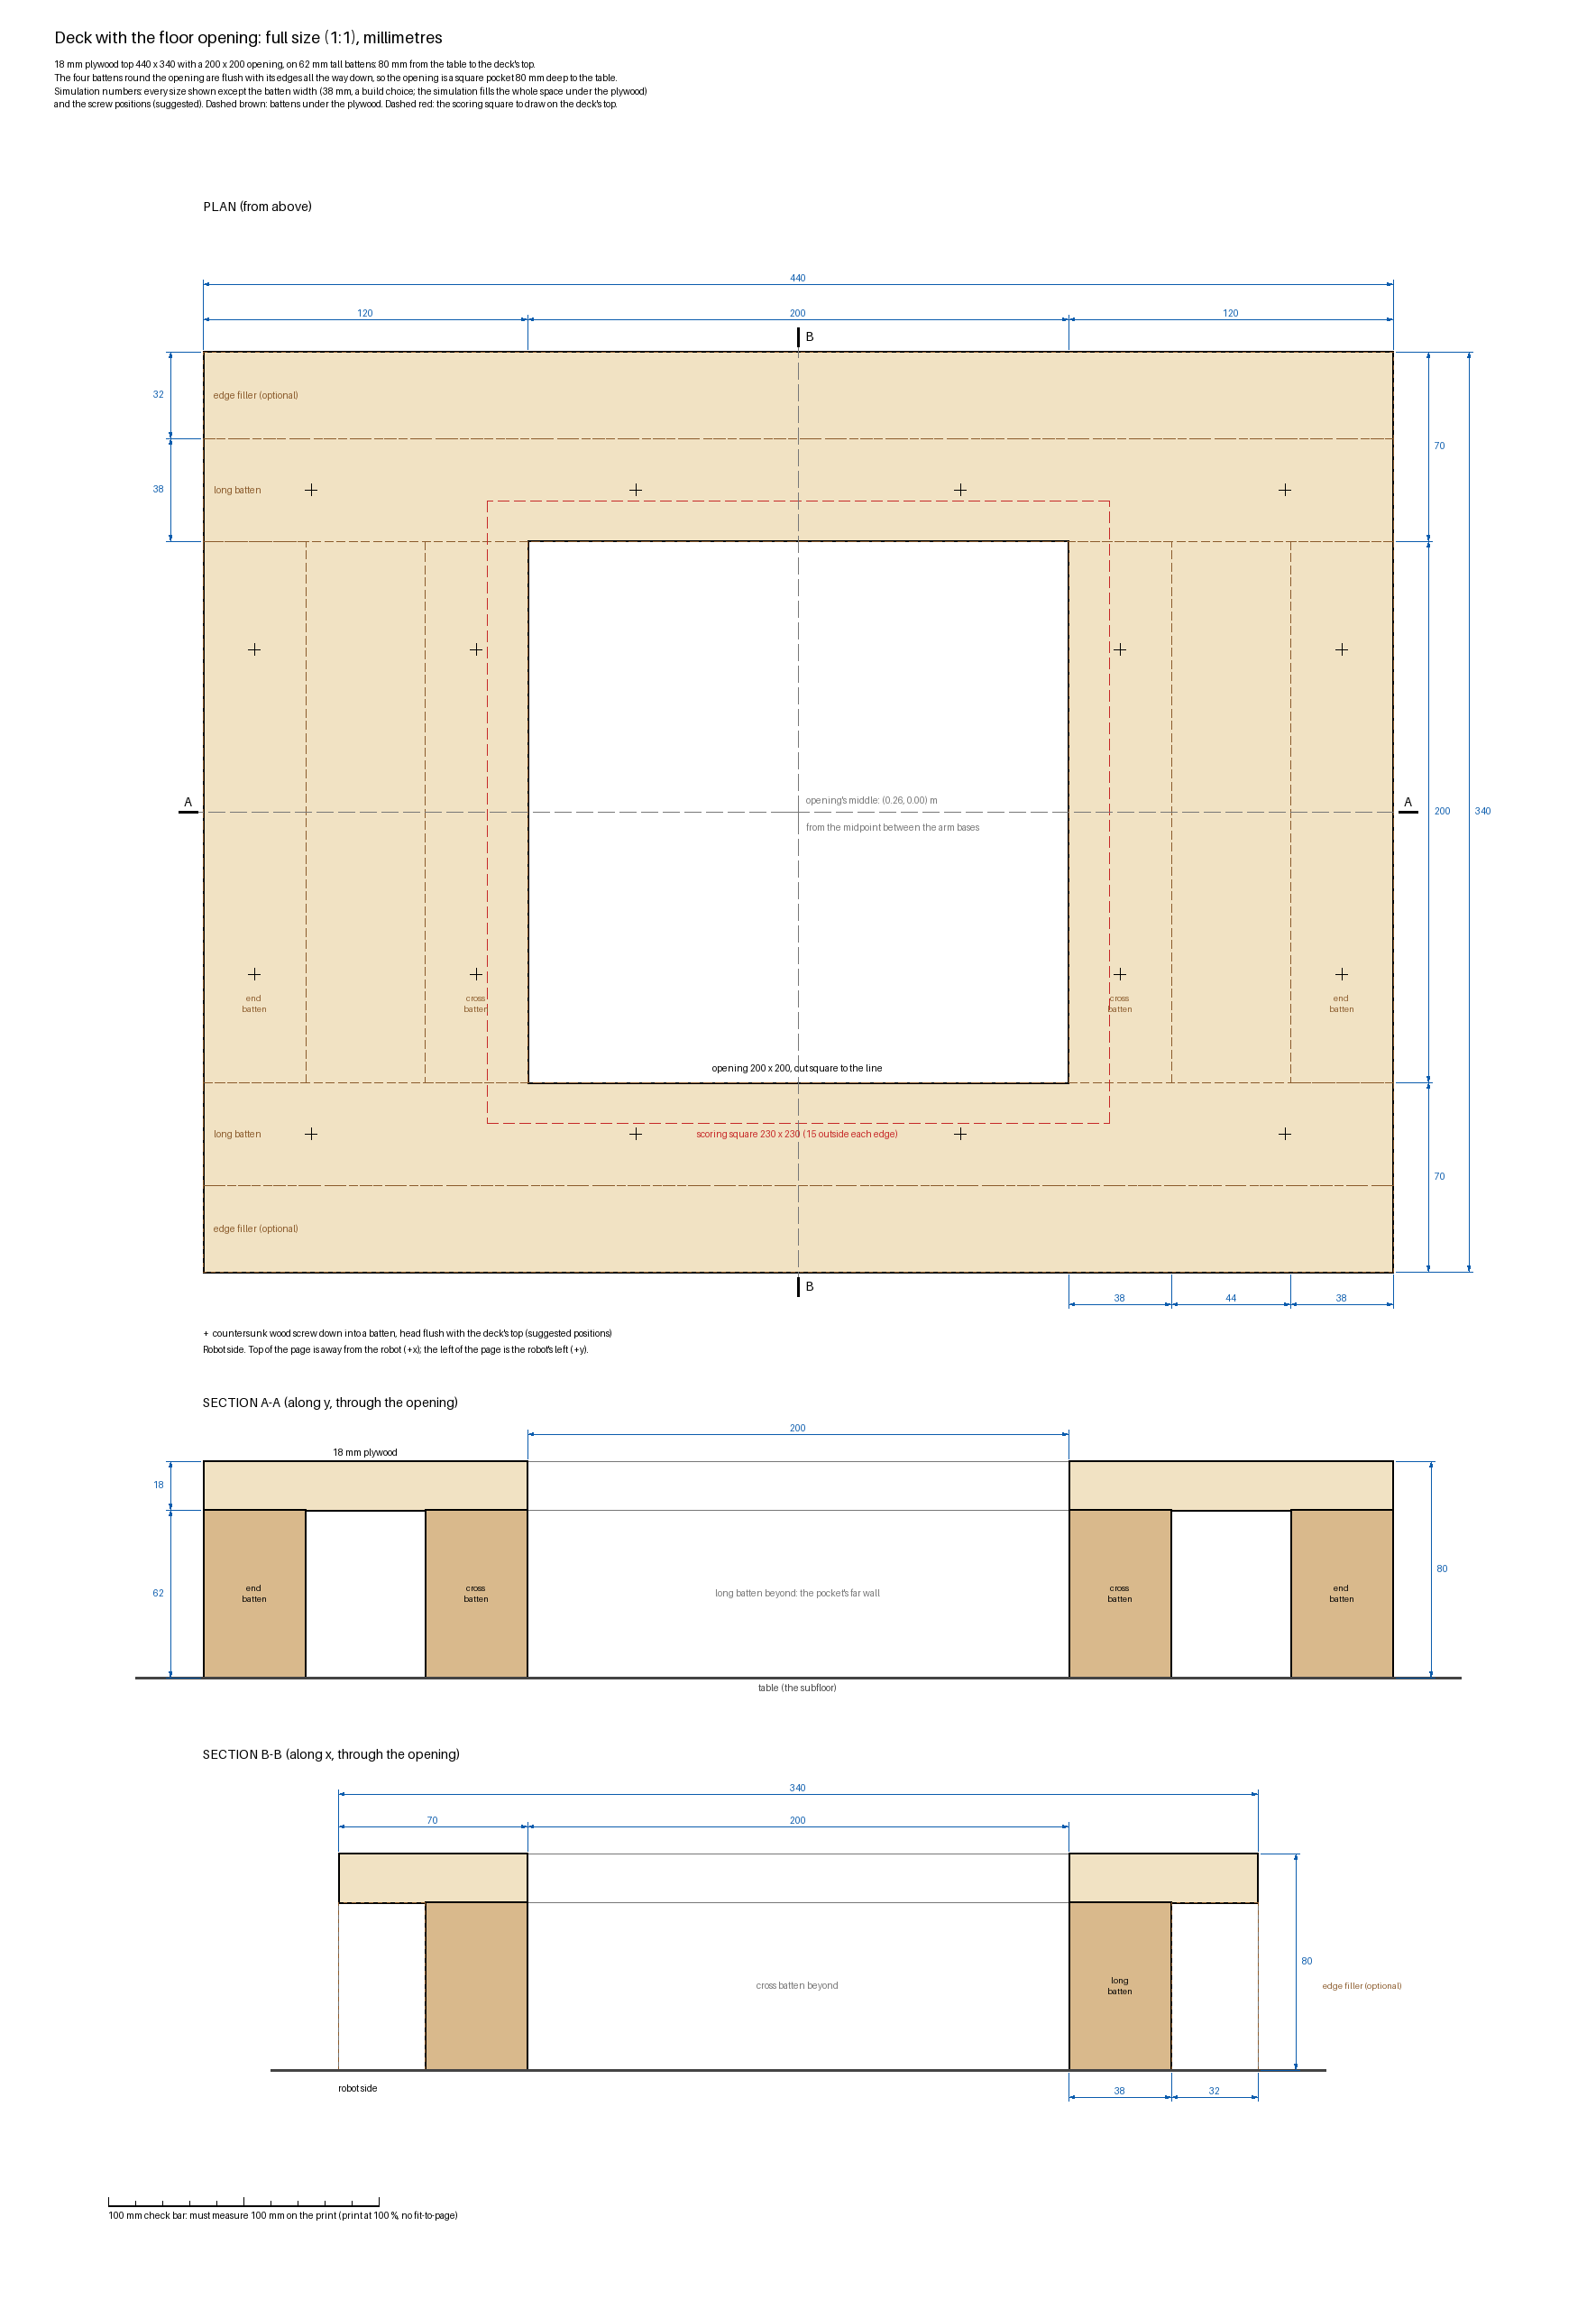 Deck with the floor opening: full size (1:1), millimetres
18 mm plywood top 440 x 340 with a 200 x 200 opening, on 62 mm tall battens: 80 mm from the table to the deck's top.
The four battens round the opening are flush with its edges all the way down, so the opening is a square pocket 80 mm deep to the table.
Simulation numbers: every size shown except the batten width (38 mm, a build choice; the simulation fills the whole space under the plywood)
and the screw positions (suggested). Dashed brown: battens under the plywood. Dashed red: the scoring square to draw on the deck's top.
PLAN (from above)
440
120
200
120
B
32
edge filler (optional)
70
38
long batten
A
opening's middle: (0.26, 0.00) m
A
200
340
from the midpoint between the arm bases
end
batten
cross
batten
cross
batten
end
batten
opening 200 x 200, cut square to the line
long batten
scoring square 230 x 230 (15 outside each edge)
70
edge filler (optional)
B
38
44
38
+ countersunk wood screw down into a batten, head flush with the deck's top (suggested positions)
Robot side. Top of the page is away from the robot (+x); the left of the page is the robot's left (+y).
SECTION A-A (along y, through the opening)
200
18 mm plywood
18
80
62
end
batten
cross
batten
long batten beyond: the pocket's far wall
cross
batten
end
batten
table (the subfloor)
SECTION B-B (along x, through the opening)
340
70
200
80
cross batten beyond
long
batten
edge filler (optional)
robot side
38
32
100 mm check bar: must measure 100 mm on the print (print at 100 %, no fit-to-page)